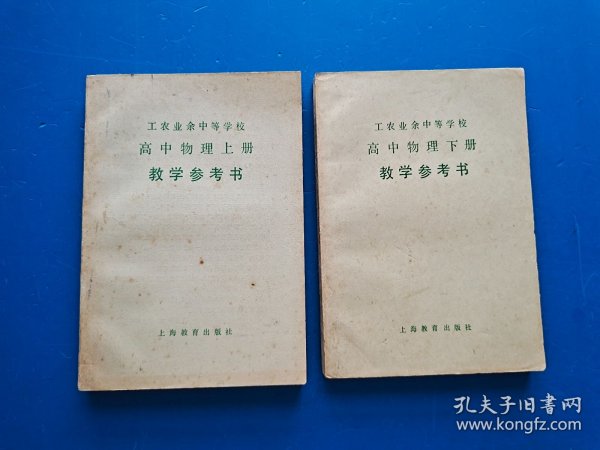 工农业余中等学校
高中物理上册
教学参考书
上海教育出版社
工农业余中等学校
高中物理下册
教学参考书
上海教育出版社
孔夫子旧書网
www.kongfz.com